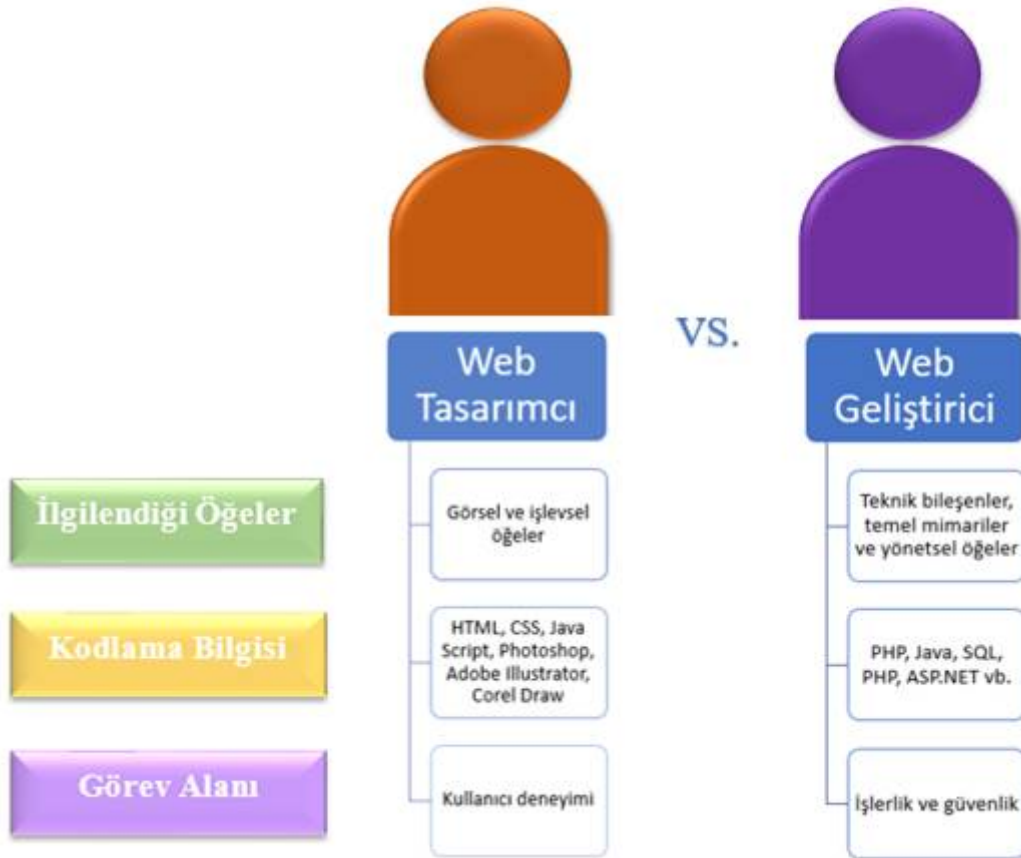 vs.
Web
Tasarımcı
Web
Geliştirici
İlgilendiği Öğeler
Görsel ve işlevsel
öğeler
Teknik bileşenler,
temel mimariler
ve yönetsel öğeler
Kodlama Bilgisi
HTML, CSS, Java
Script, Photoshop,
Adobe Illustrator,
Corel Draw
PHP, Java, SQL,
PHP, ASP.NET vb.
Görev Alanı
Kullanıcı deneyimi
İşlerlik ve güvenlik